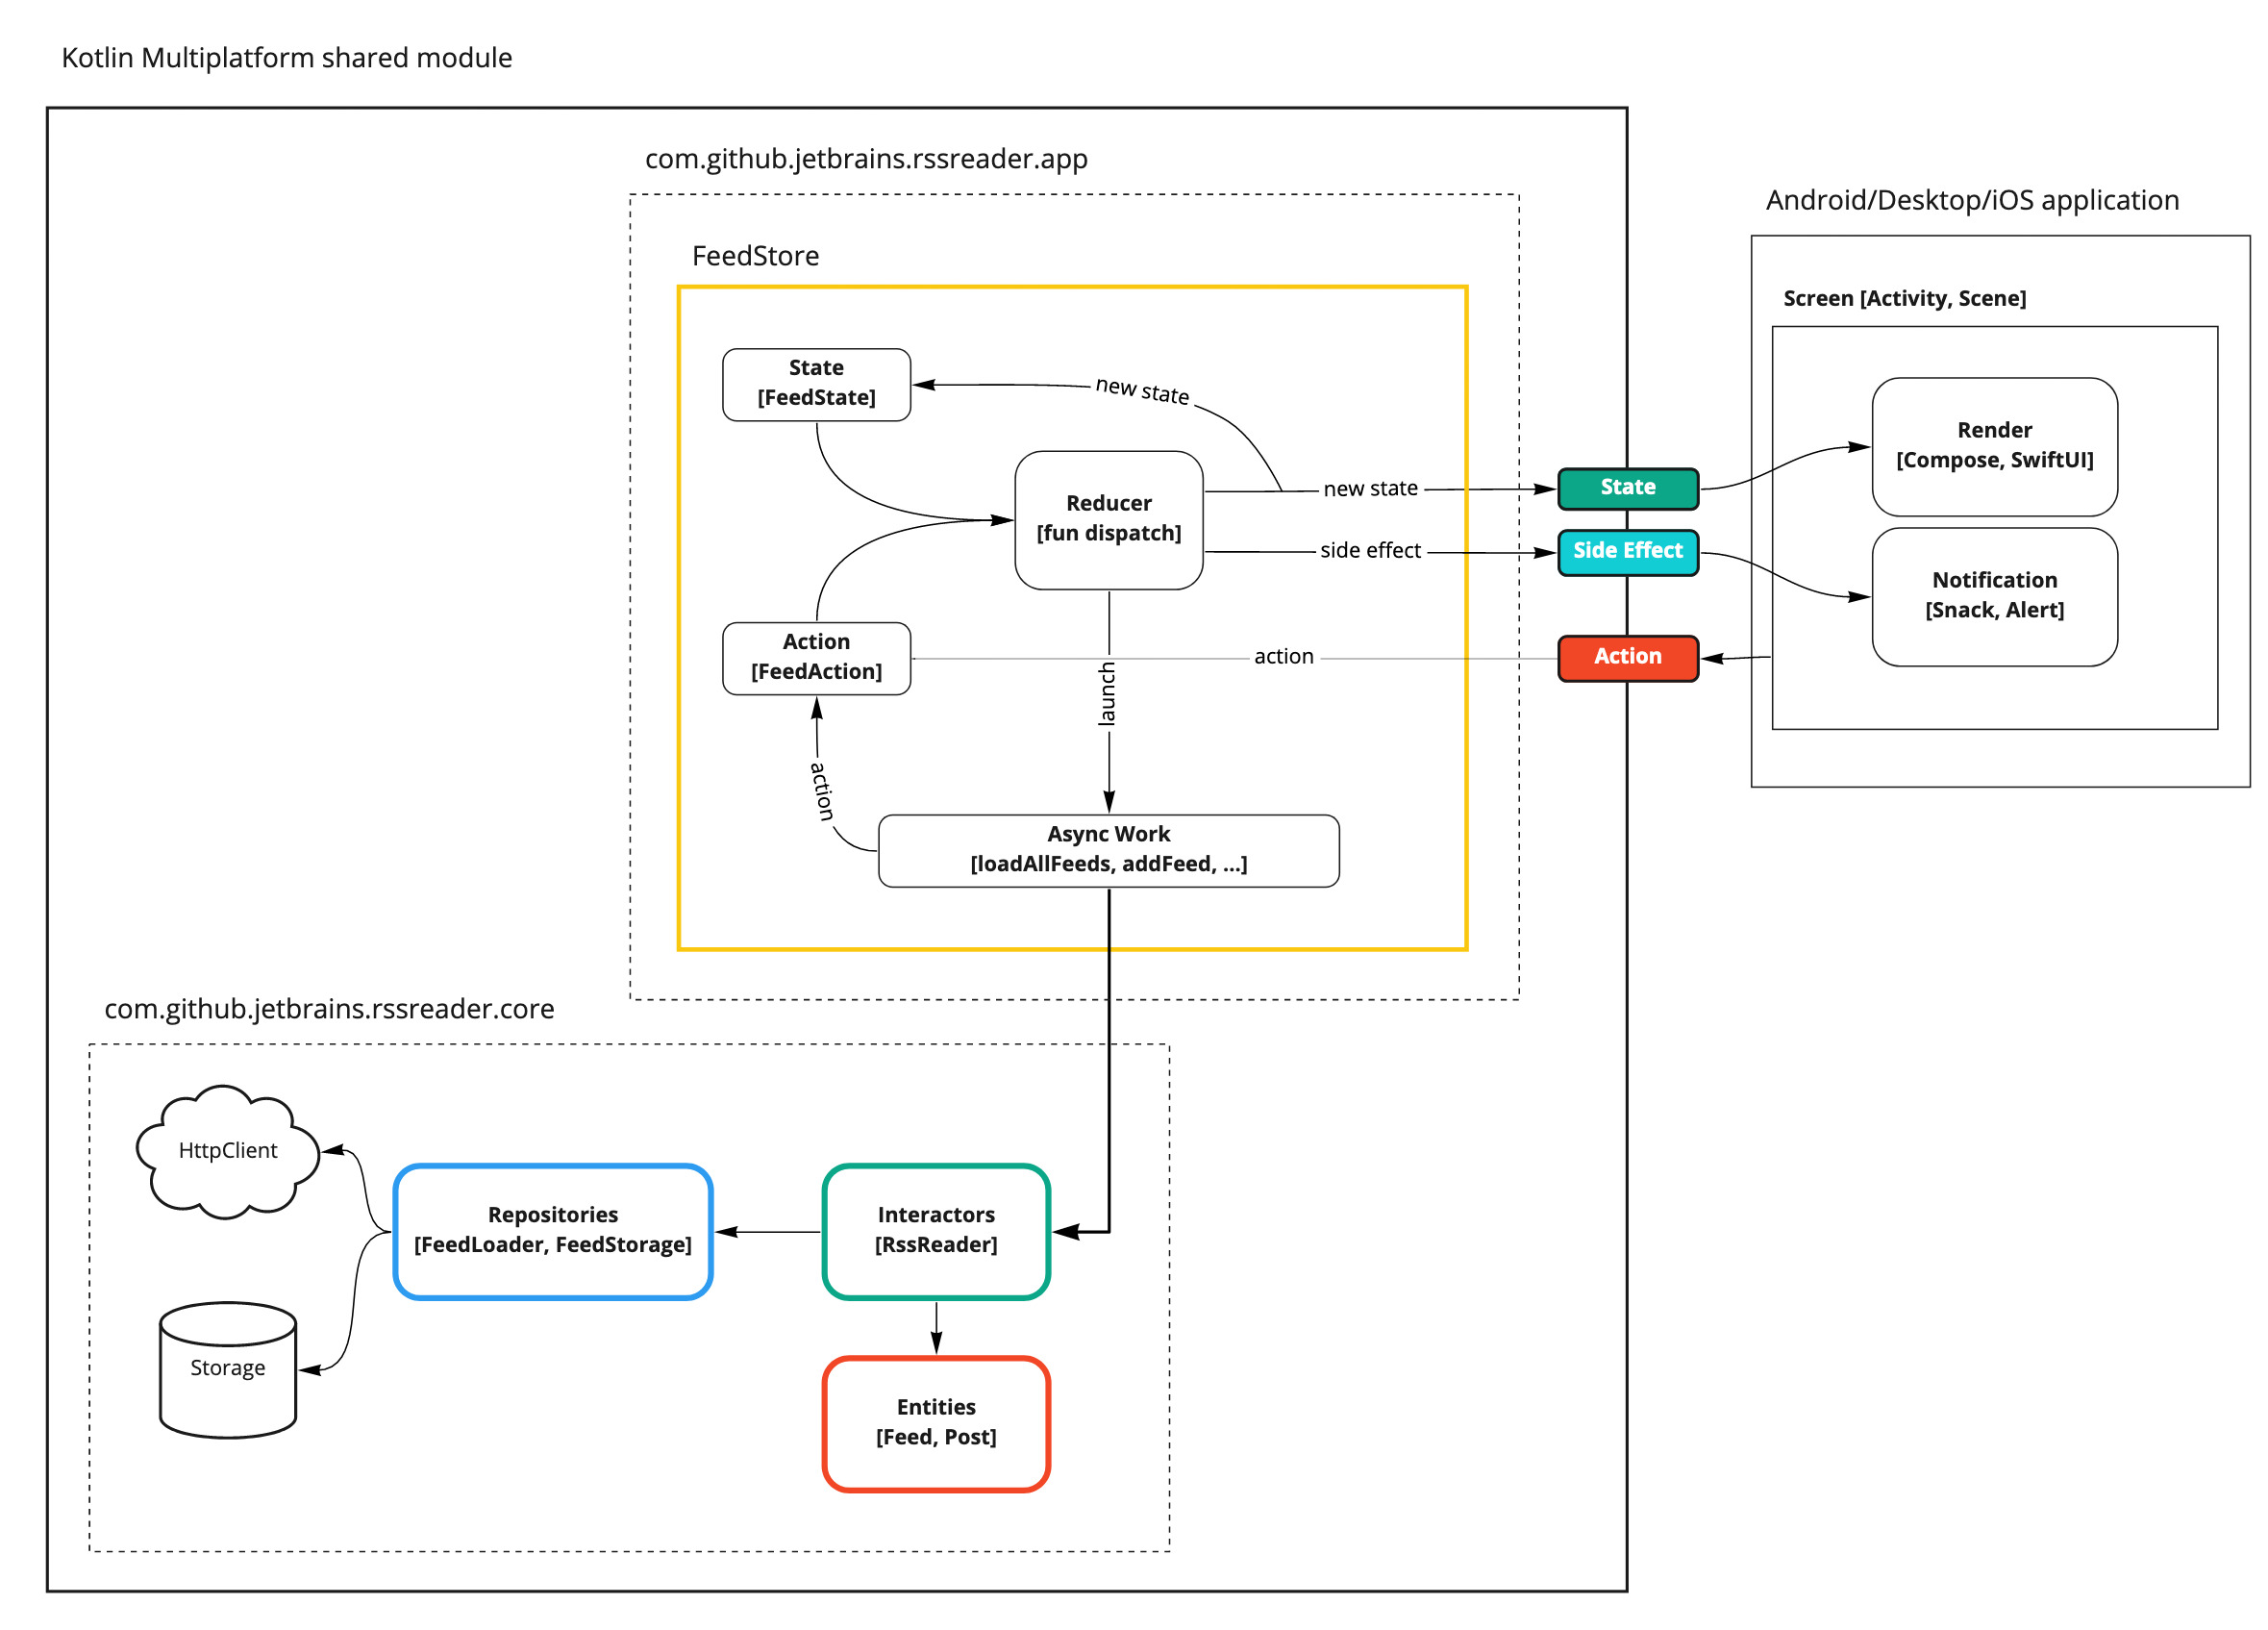 Kotlin Multiplatform shared module
com.github.jetbrains.rssreader.app
Android/Desktop/iOS application
FeedStore
Screen [Activity, Scene]
State
[FeedState]
new state
Render
[Compose, SwiftUI]
Reducer
[fun dispatch]
new state
State
side effect
Side Effect
Notification
[Snack, Alert]
Action
[FeedAction]
action
Action
launch
action
Async Work
[loadAllFeeds, addFeed, ...]
com.github.jetbrains.rssreader.core
HttpClient
Repositories
[FeedLoader, FeedStorage]
Interactors
[RssReader]
Storage
Entities
[Feed, Post]